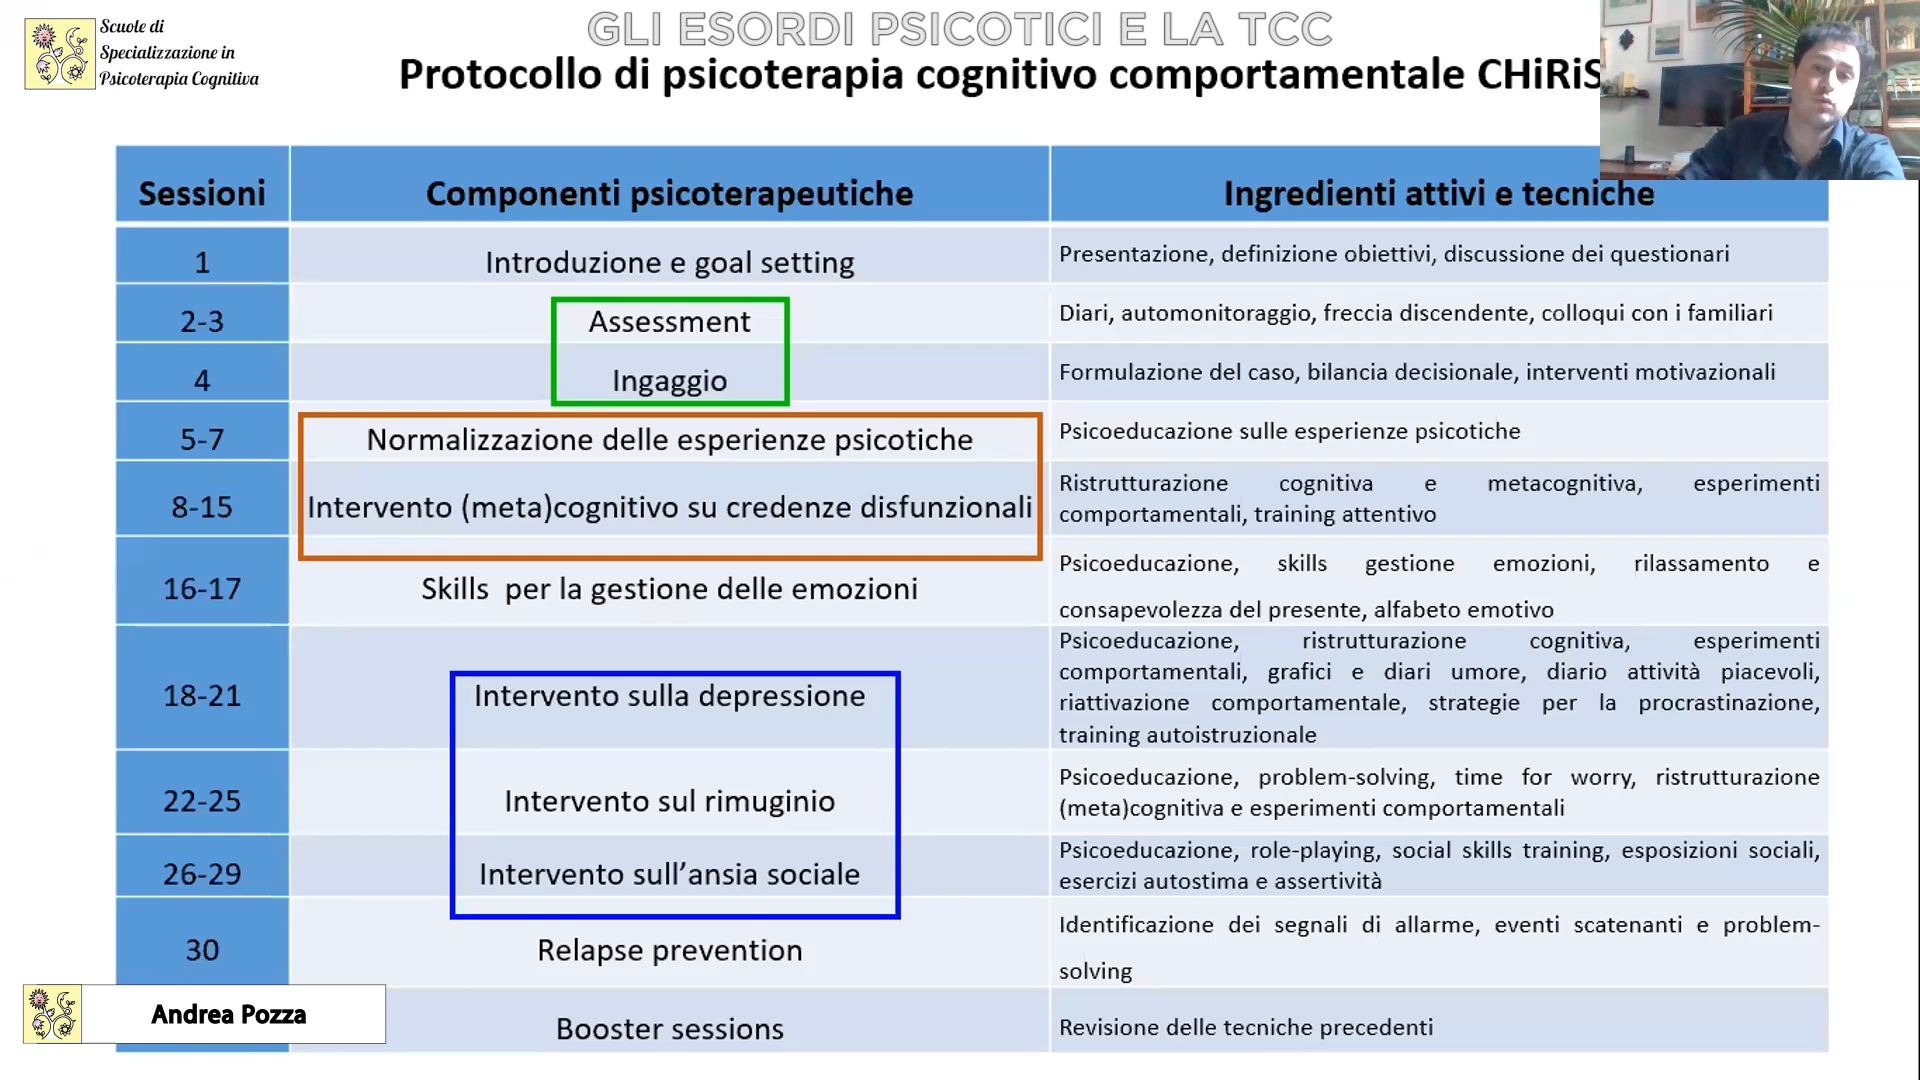 Scuole di
Specializzazione in
Psicoterapia Cognitiva
GLI ESORDI PSICOTICI E LA TCC
Protocollo di psicoterapia cognitivo comportamentale CHiRiS
Sessioni
Componenti psicoterapeutiche
Ingredienti attivi e tecniche
1
Introduzione e goal setting
Presentazione, definizione obiettivi, discussione dei questionari
2-3
Assessment
Diari, automonitoraggio, freccia discendente, colloqui con i familiari
4
Ingaggio
Formulazione del caso, bilancia decisionale, interventi motivazionali
5-7
Normalizzazione delle esperienze psicotiche
Psicoeducazione sulle esperienze psicotiche
8-15
Intervento (meta)cognitivo su credenze disfunzionali
Ristrutturazione cognitiva e metacognitiva, esperimenti
comportamentali, training attentivo
16-17
Skills per la gestione delle emozioni
Psicoeducazione, skills gestione emozioni, rilassamento e
consapevolezza del presente, alfabeto emotivo
18-21
Intervento sulla depressione
Psicoeducazione, ristrutturazione cognitiva, esperimenti
comportamentali, grafici e diari umore, diario attività piacevoli,
riattivazione comportamentale, strategie per la procrastinazione,
training autoistruzionale
22-25
Intervento sul rimuginio
Psicoeducazione, problem-solving, time for worry, ristrutturazione
(meta)cognitiva e esperimenti comportamentali
26-29
Intervento sull’ansia sociale
Psicoeducazione, role-playing, social skills training, esposizioni sociali,
esercizi autostima e assertività
30
Relapse prevention
Identificazione dei segnali di allarme, eventi scatenanti e problem-
solving
Booster sessions
Revisione delle tecniche precedenti
Andrea Pozza